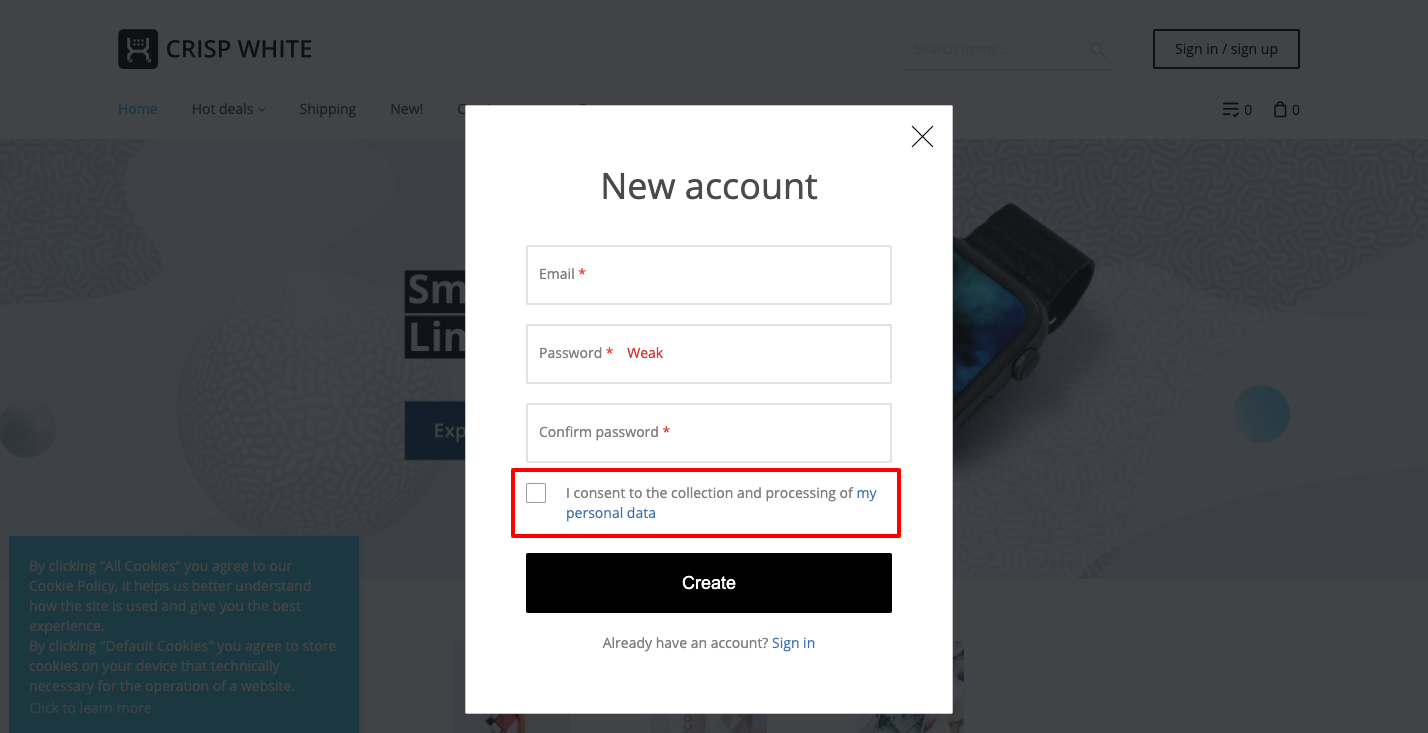 CRISP WHITE
Search items...
Sign in / sign up
Home Hot deals Shipping New!
0 0
New account
Sm
Lin
Exp
Email *
Password * Weak
Confirm password *
I consent to the collection and processing of my
personal data
Create
Already have an account? Sign in
By clicking “All Cookies” you agree to our
Cookie Policy, it helps us better understand
how the site is used and give you the best
experience.
By clicking "Default Cookies" you agree to store
cookies on your device that technically
necessary for the operation of a website.
Click to learn more